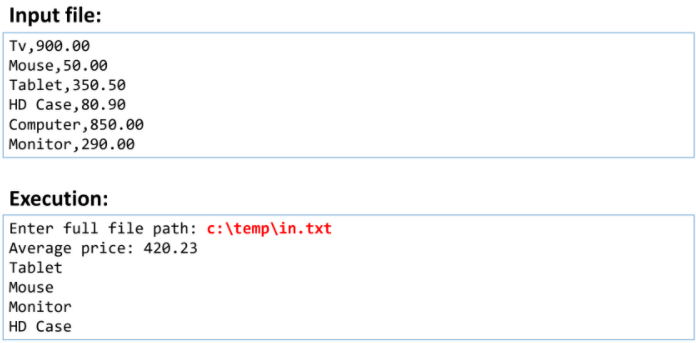 Input file:
Tv,900.00
Mouse,50.00
Tablet,350.50
HD Case,80.90
Computer,850.00
Monitor,290.00
Execution:
Enter full file path: c:\temp\in.txt
Average price: 420.23
Tablet
Mouse
Monitor
HD Case